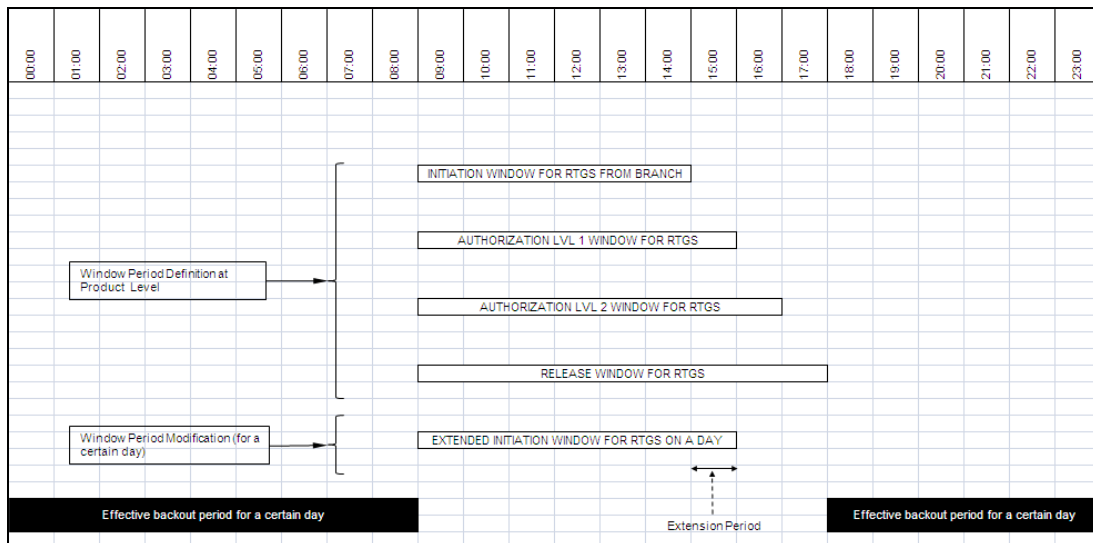 00:00 01:00 02:00 03:00 04:00 05:00 06:00 07:00 08:00 09:00 10:00 11:00 12:00 13:00 14:00 15:00 16:00 17:00 18:00 19:00 20:00 21:00 22:00 23:00
INITIATION WINDOW FOR RTGS FROM BRANCH
AUTHORIZATION LVL 1 WINDOW FOR RTGS
Window Period Definition at
Product Level
AUTHORIZATION LVL 2 WINDOW FOR RTGS
RELEASE WINDOW FOR RTGS
Window Period Modification (for a
certain day)
EXTENDED INITIATION WINDOW FOR RTGS ON A DAY
Effective backout period for a certain day
Effective backout period for a certain day
Extension Period